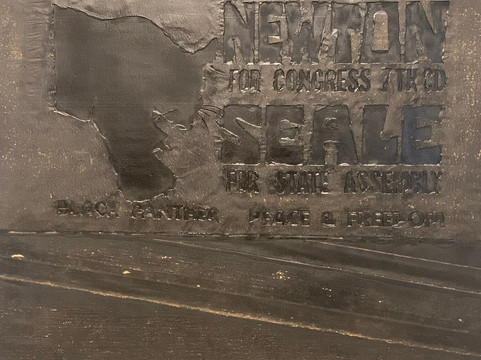 NEWTON
FOR CONGRESS 7TH CD
SEALE
FOR STATE ASSEMBLY
BLACK PANTHER PEACE & FREEDOM